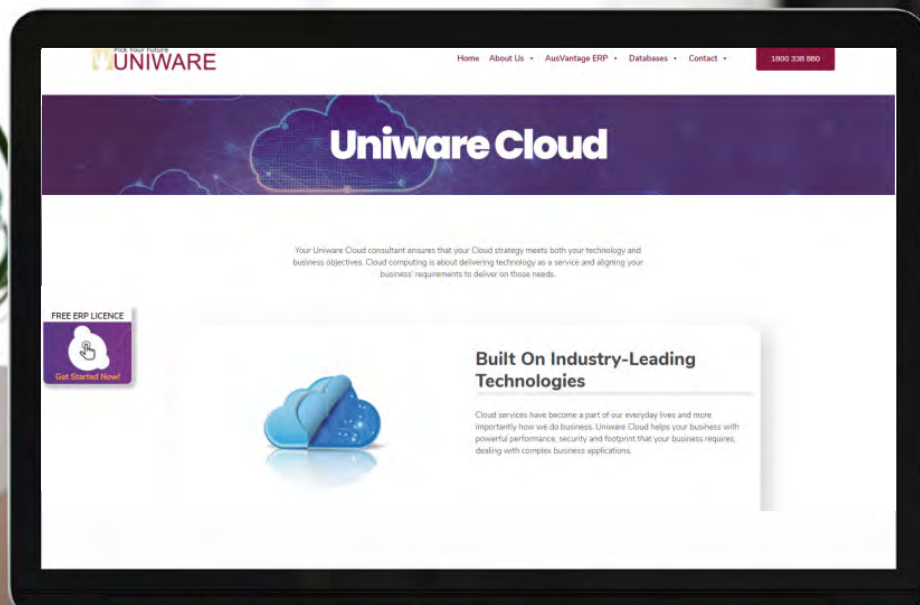 Pick Your Future
UNIWARE
Home About Us AusVantage ERP Databases Contact
1800 338 880
Uniware Cloud
Your Uniware Cloud consultant ensures that your Cloud strategy meets both your technology and
business objectives. Cloud computing is about delivering technology as a service and aligning your
business' requirements to deliver on those needs.
FREE ERP LICENCE
Get Started Now!
Built On Industry-Leading
Technologies
Cloud services have become a part of our everyday lives and more
importantly how we do business. Uniware Cloud helps your business with
powerful performance, security and footprint that your business requires,
dealing with complex business applications.